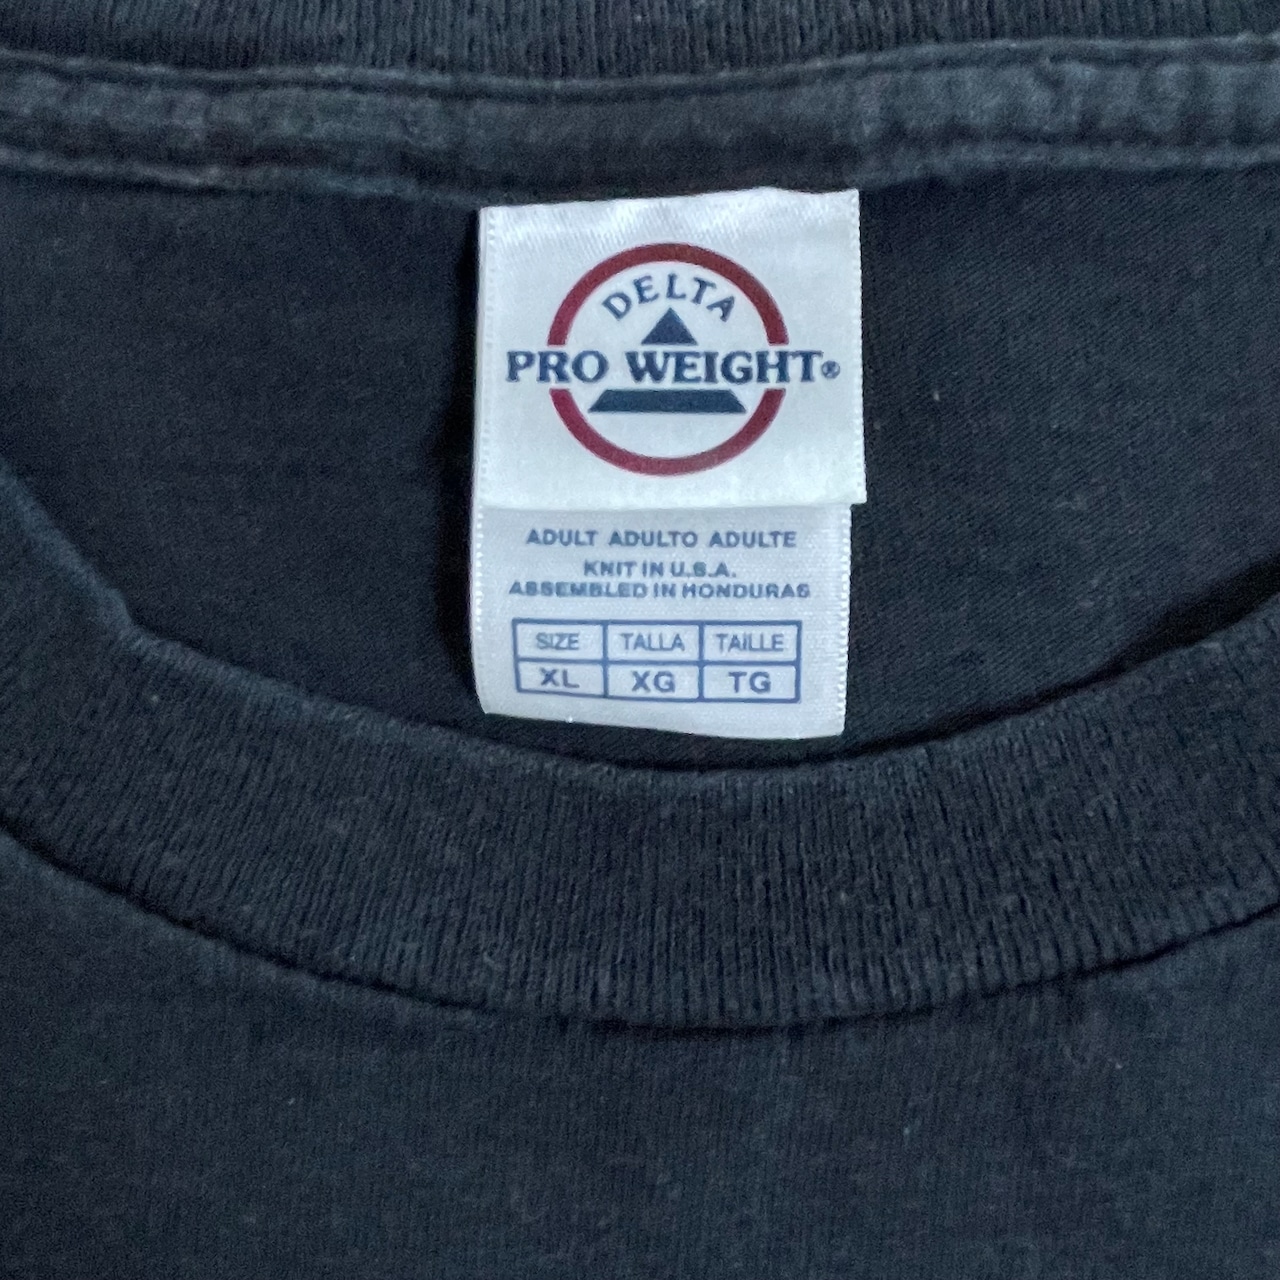 DELTA
PRO WEIGHT®
ADULT ADULTO ADULTE
KNIT IN U.S.A.
ASSEMBLED IN HONDURAS
SIZE TALLA TAILLE
XL XG TG